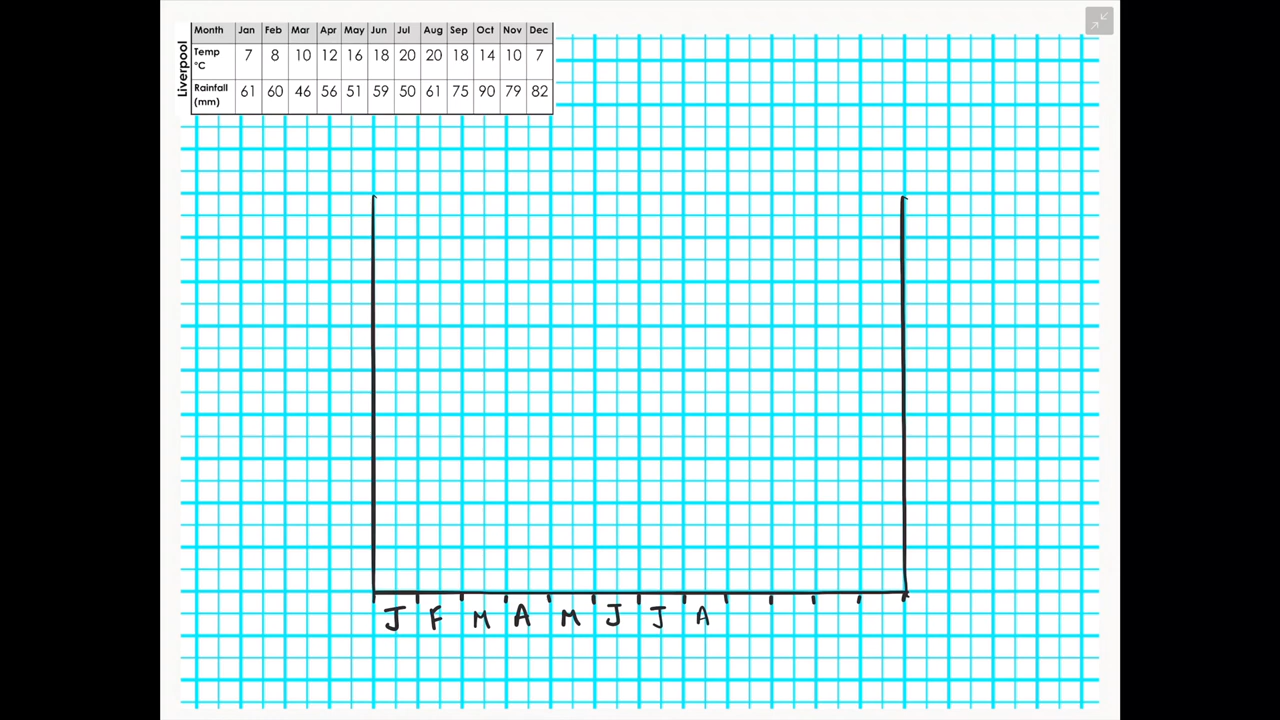 Liverpool
Month Jan Feb Mar Apr May Jun Jul Aug Sep Oct Nov Dec
Temp °C 7 8 10 12 16 18 20 20 18 14 10 7
Rainfall (mm) 61 60 46 56 51 59 50 61 75 90 79 82
J F M A M J J A